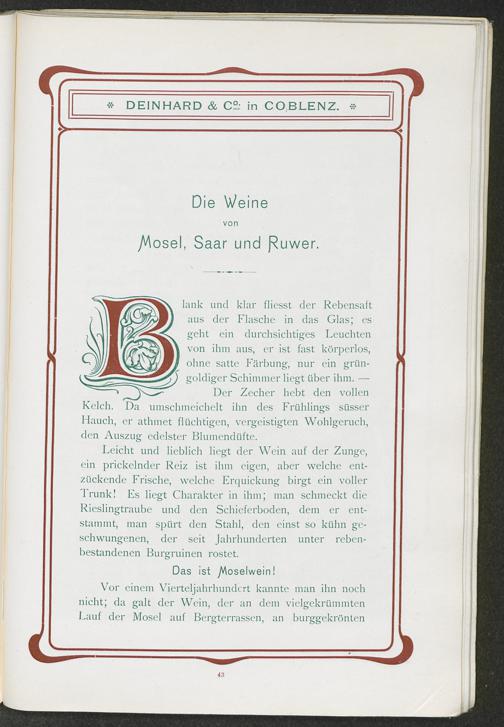 * DEINHARD & Co. in COBLENZ. *
Die Weine
von
Mosel, Saar und Ruwer.
Blank und klar fliesst der Rebensaft
aus der Flasche in das Glas; es
geht ein durchsichtiges Leuchten
von ihm aus, er ist fast körperlos,
ohne satte Färbung, nur ein grün-
goldiger Schimmer liegt über ihm. —
Der Zecher hebt den vollen
Kelch. Da umschmeichelt ihn des Frühlings süsser
Hauch, er athmet flüchtigen, vergeistigten Wohlgeruch,
den Auszug edelster Blumendüfte.
Leicht und lieblich liegt der Wein auf der Zunge,
ein prickelnder Reiz ist ihm eigen, aber welche ent-
zückende Frische, welche Erquickung birgt ein voller
Trunk! Es liegt Charakter in ihm; man schmeckt die
Rieslingtraube und den Schieferboden, dem er ent-
stammt, man spürt den Stahl, den einst so kühn ge-
schwungenen, der seit Jahrhunderten unter reben-
bestandenen Burgruinen rostet.
Das ist Moselwein!
Vor einem Vierteljahrhundert kannte man ihn noch
nicht; da galt der Wein, der an dem vielgekrümmten
Lauf der Mosel auf Bergterrassen, an burggekrönten
43